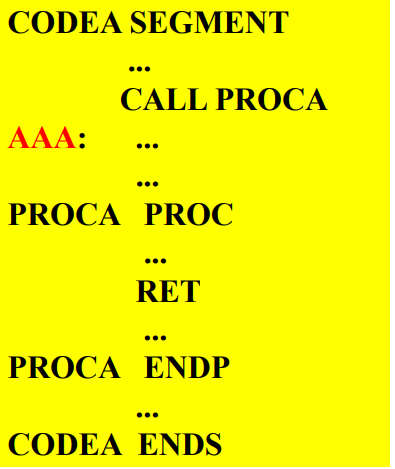 CODEA SEGMENT
...
CALL PROCA
AAA: ...
...
PROCA PROC
...
RET
...
PROCA ENDP
...
CODEA ENDS